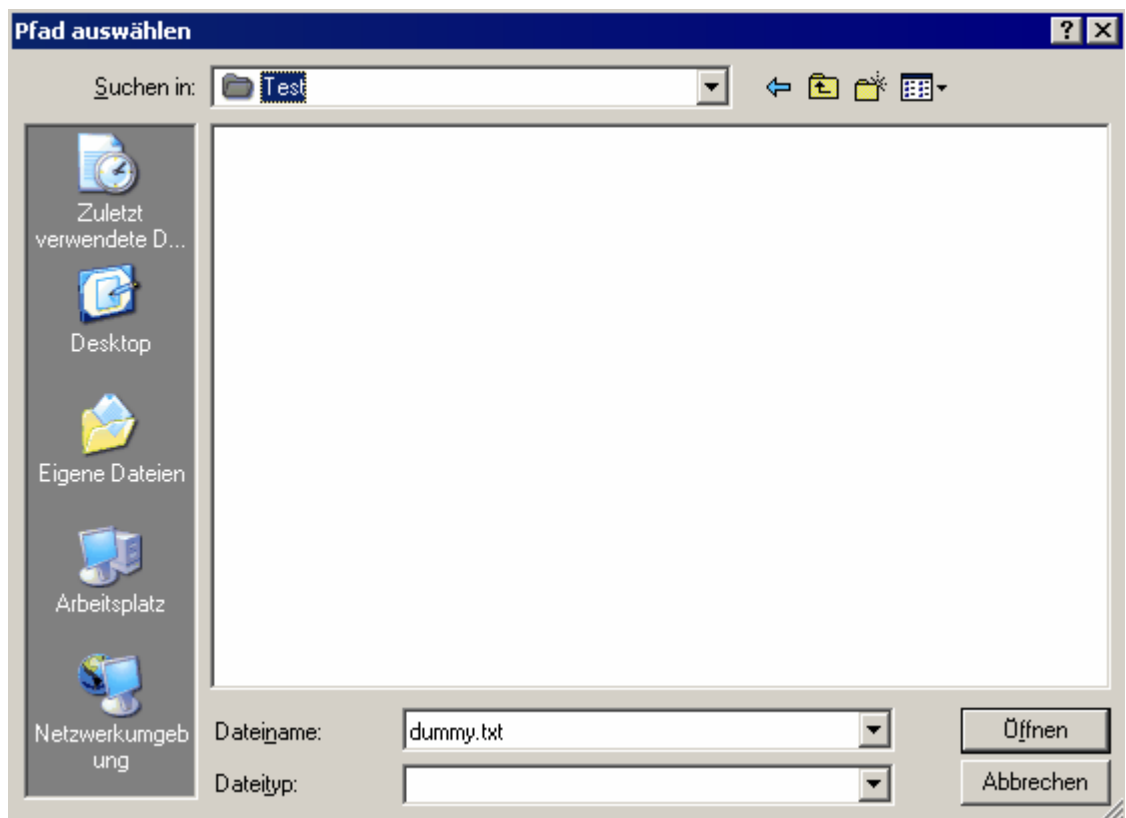 Pfad auswählen
Suchen in:
Test
Zuletzt
verwendete D...
Desktop
Eigene Dateien
Arbeitsplatz
Netzwerkumgeb
ung
Dateiname:
dummy.txt
Öffnen
Dateityp:
Abbrechen